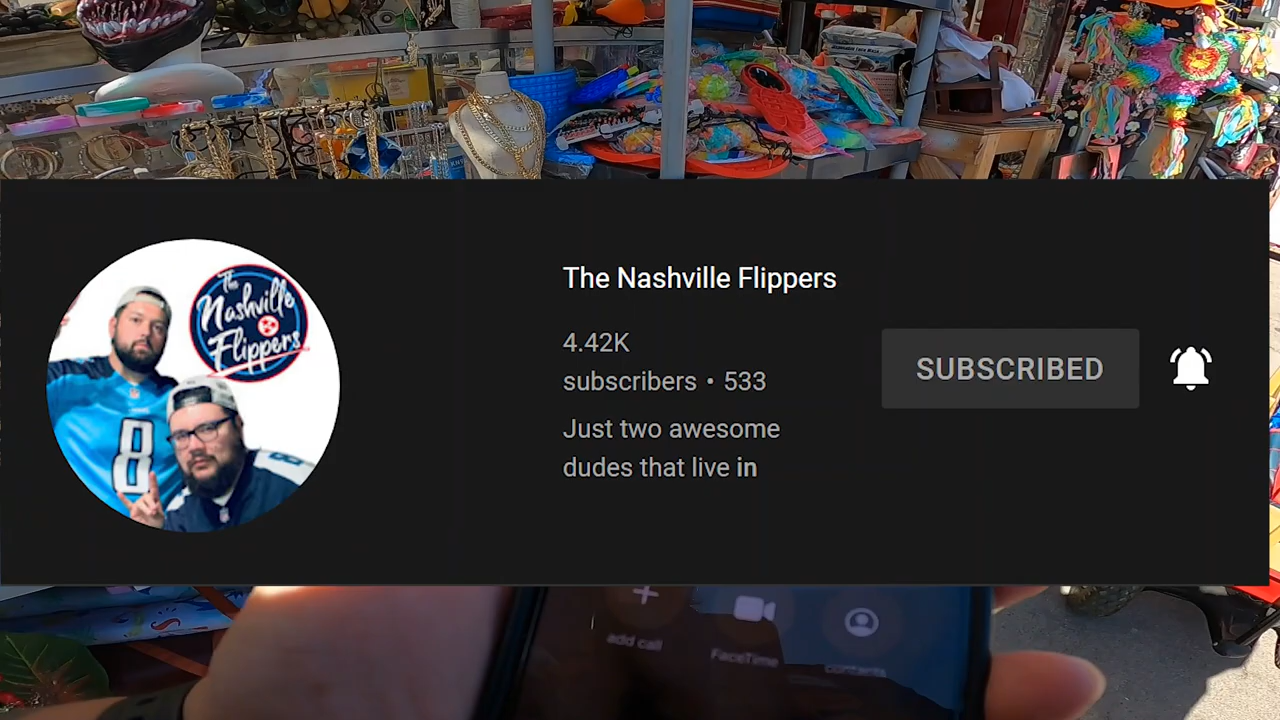 The Nashville Flippers
The
Nashville
Flippers
8
4.42K
subscribers • 533
SUBSCRIBED
Just two awesome
dudes that live in
add call
FaceTime
contacts